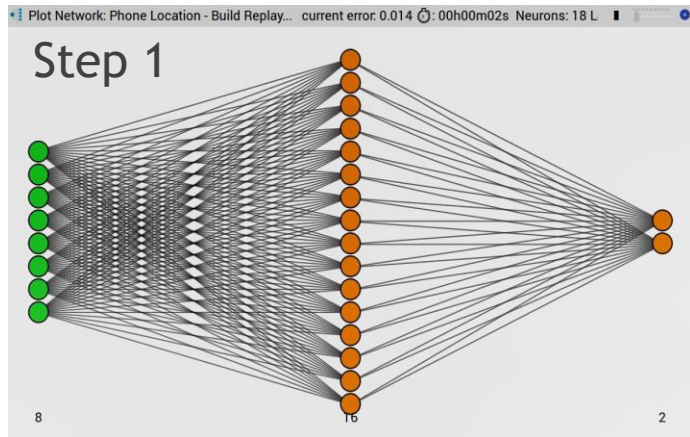 Plot Network: Phone Location - Build Replay... current error: 0.014 : 00h00m02s Neurons: 18 L
Step 1
8 16 2